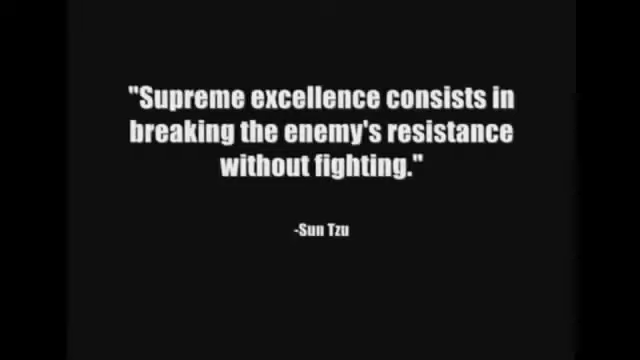 "Supreme excellence consists in
breaking the enemy's resistance
without fighting."
-Sun Tzu